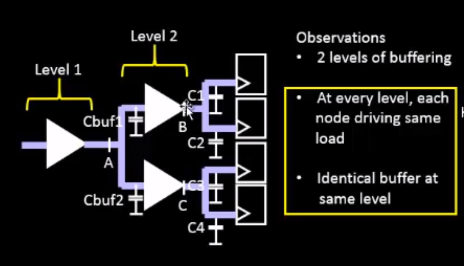 Level 1
Level 2
Cbuf1
Cbuf2
A
B
C
C1
C2
C3
C4
Observations
• 2 levels of buffering
• At every level, each
node driving same
load
• Identical buffer at
same level